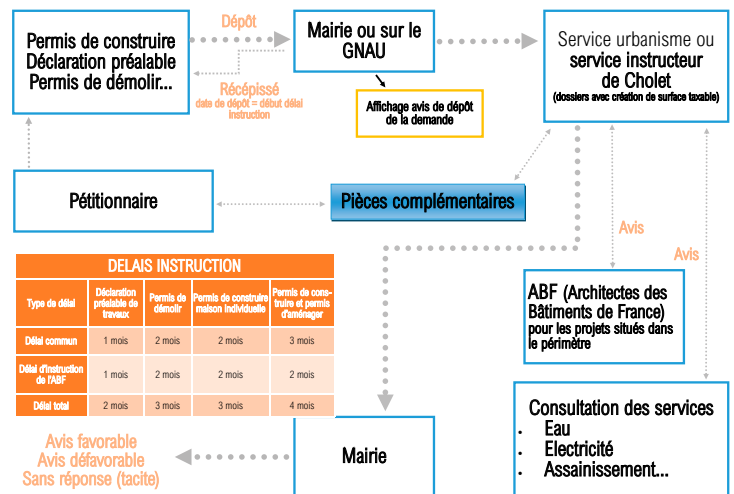 Permis de construire
Déclaration préalable
Permis de démolir...
Dépôt
Récépissé
date de dépôt = début délai
instruction
Mairie ou sur le
GNAU
Affichage avis de dépôt
de la demande
Service urbanisme ou
service instructeur
de Cholet
(dossiers avec création de surface taxable)
Pétitionnaire
Pièces complémentaires
Avis
Avis
DELAIS INSTRUCTION
Type de délai
Déclaration
préalable de
travaux
Permis de
démolir
Permis de construire
maison individuelle
Permis de cons-
truire et permis
d'aménager
Délai commun
1 mois
2 mois
2 mois
3 mois
Délai d'instruction
de l'ABF
1 mois
2 mois
2 mois
2 mois
Délai total
2 mois
3 mois
3 mois
4 mois
ABF (Architectes des
Bâtiments de France)
pour les projets situés dans
le périmètre
Consultation des services
• Eau
• Electricité
• Assainissement...
Mairie
Avis favorable
Avis défavorable
Sans réponse (tacite)